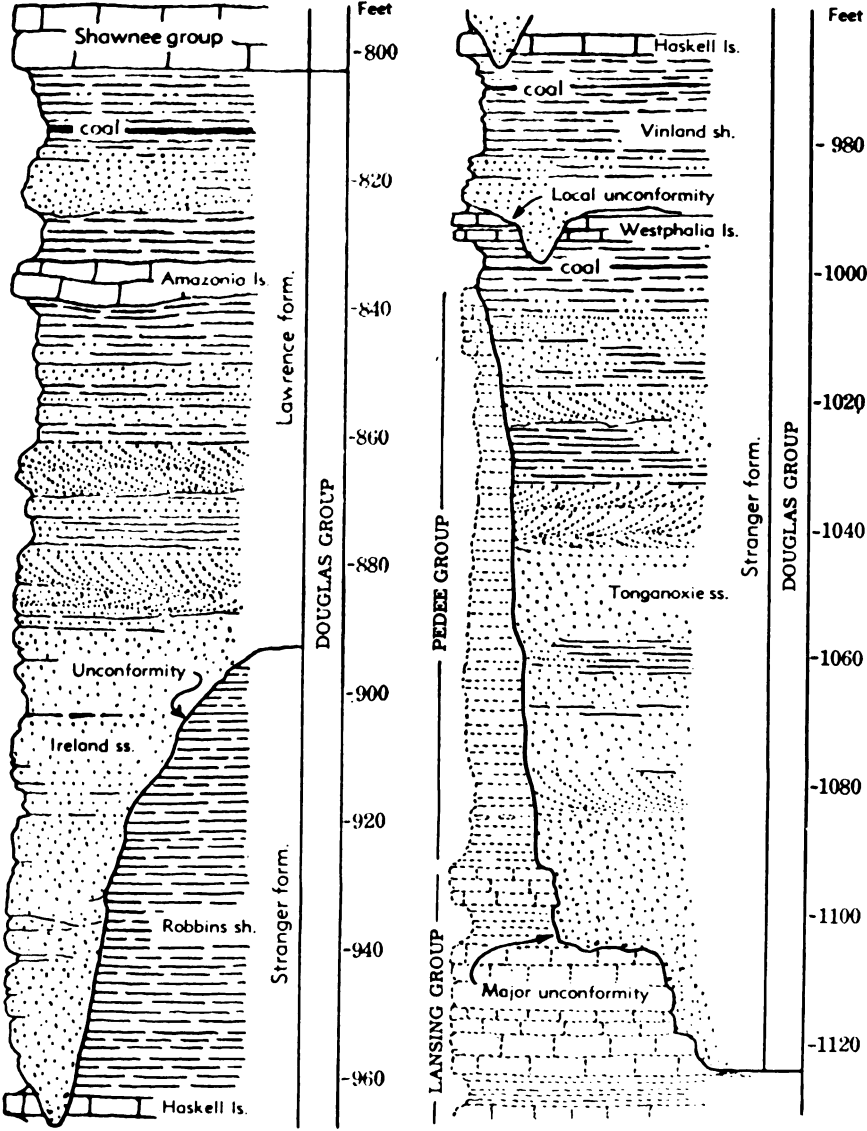 Feet
Shawnee group
-800
coal
-820
Amazonia ls.
-840
Lawrence form.
-860
DOUGLAS GROUP
-880
Unconformity
-900
Ireland ss.
-920
Stranger form.
Robbins sh.
-940
-960
Haskell ls.
Feet
Haskell ls.
coal
Vinland sh.
-980
Local unconformity
Westphalia ls.
coal
-1000
-1020
Stranger form.
DOUGLAS GROUP
PEDEE GROUP
-1040
Tonganoxie ss.
-1060
-1080
-1100
LANSING GROUP
Major unconformity
-1120